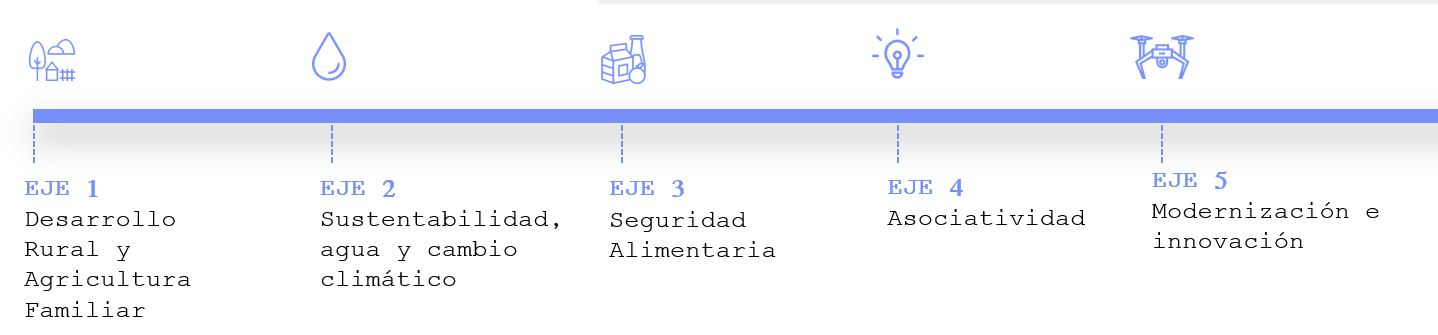 EJE 1
Desarrollo
Rural y
Agricultura
Familiar
EJE 2
Sustentabilidad,
agua y cambio
climático
EJE 3
Seguridad
Alimentaria
EJE 4
Asociatividad
EJE 5
Modernización e
innovación